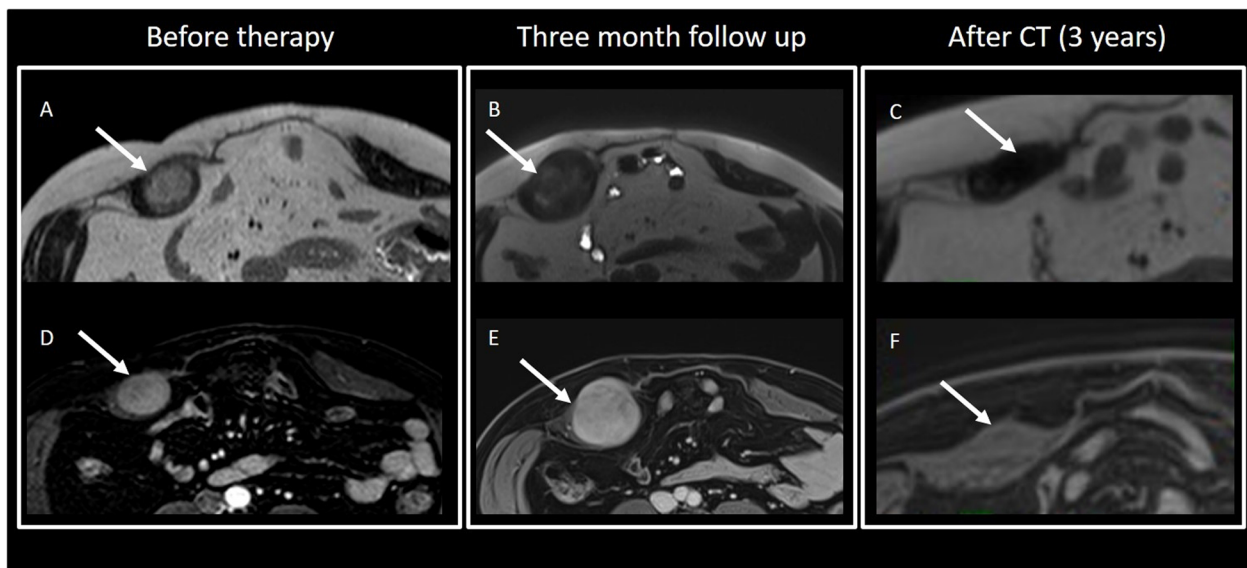 Before therapy
Three month follow up
After CT (3 years)
A
B
C
D
E
F